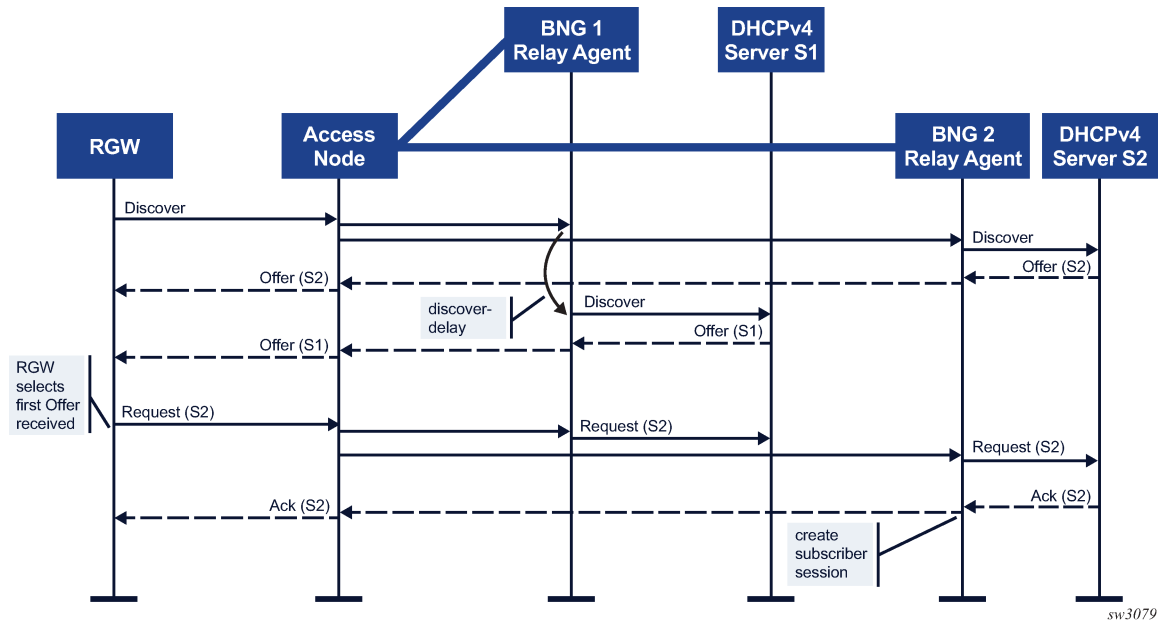 BNG 1
Relay Agent
DHCPv4
Server S1
RGW
Access
Node
BNG 2
Relay Agent
DHCPv4
Server S2
Discover
Discover
Offer (S2)
Offer (S2)
discover-
delay
Discover
Offer (S1)
Offer (S1)
RGW
selects
first Offer
received
Request (S2)
Request (S2)
Request (S2)
Ack (S2)
Ack (S2)
create
subscriber
session
sw3079